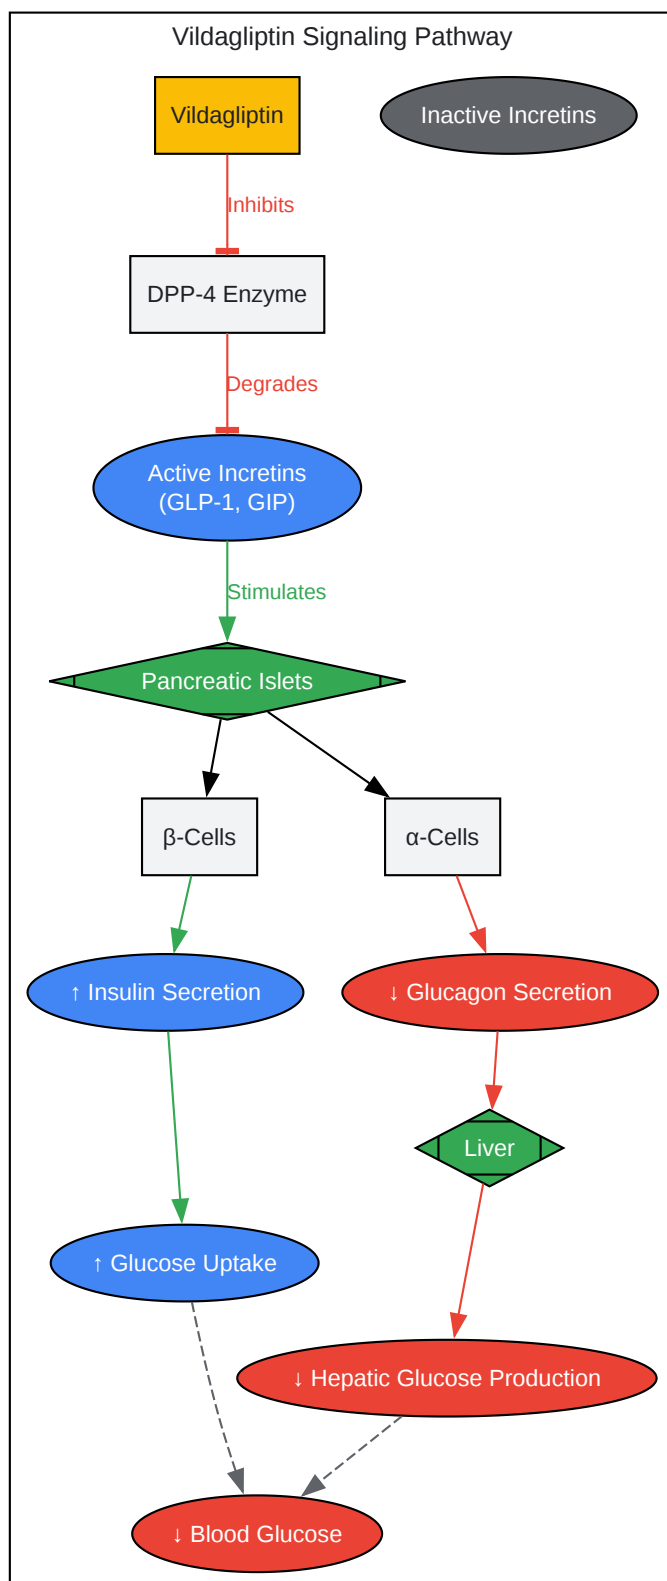 Vildagliptin Signaling Pathway
Vildagliptin
Inactive Incretins
Inhibits
DPP-4 Enzyme
Degrades
Active Incretins
(GLP-1, GIP)
Stimulates
Pancreatic Islets
β-Cells
α-Cells
↑ Insulin Secretion
↓ Glucagon Secretion
Liver
↑ Glucose Uptake
↓ Hepatic Glucose Production
↓ Blood Glucose